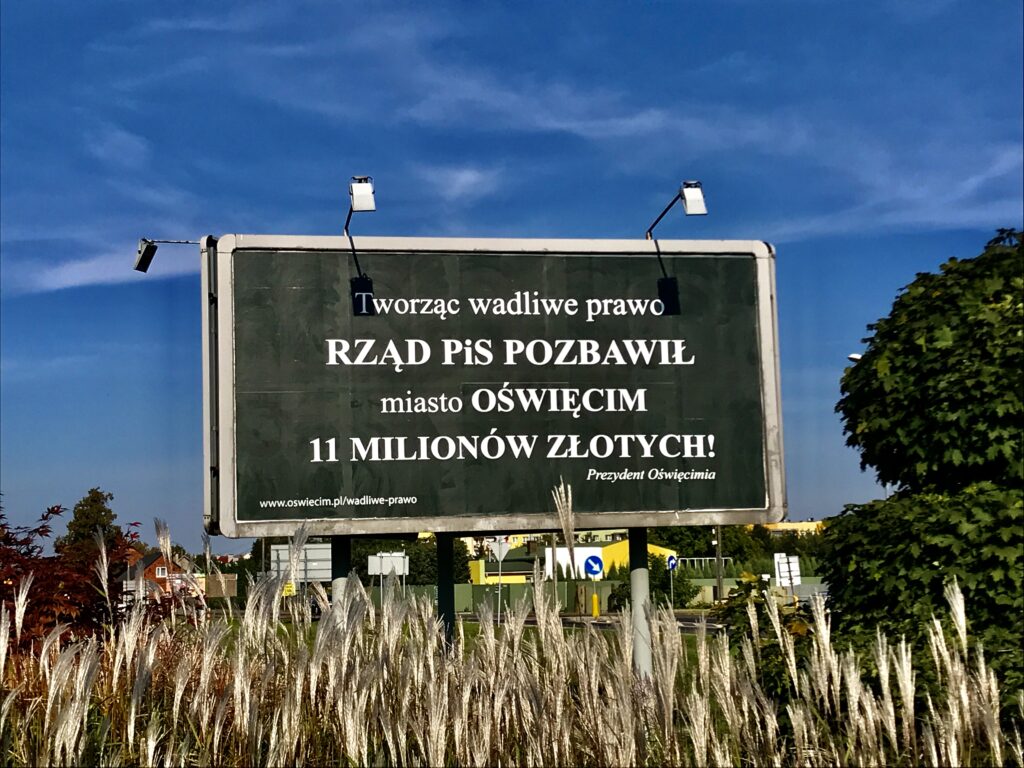 Tworząc wadliwe prawo
RZĄD PiS POZBAWIŁ
miasto OŚWIĘCIM
11 MILIONÓW ZŁOTYCH!
Prezydent Oświęcimia
www.oswiecim.pl/wadliwe-prawo